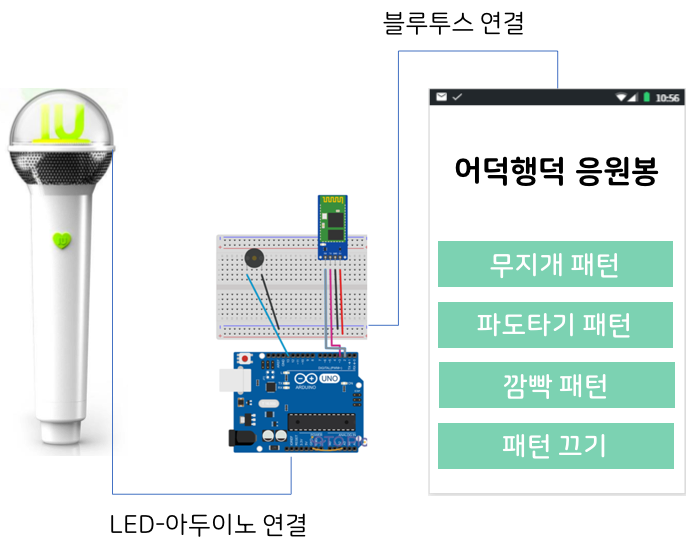 블루투스 연결
10:56
IU
어덕행덕 응원봉
무지개 패턴
파도타기 패턴
깜빡 패턴
패턴 끄기
UNO
ARDUINO
LED-아두이노 연결